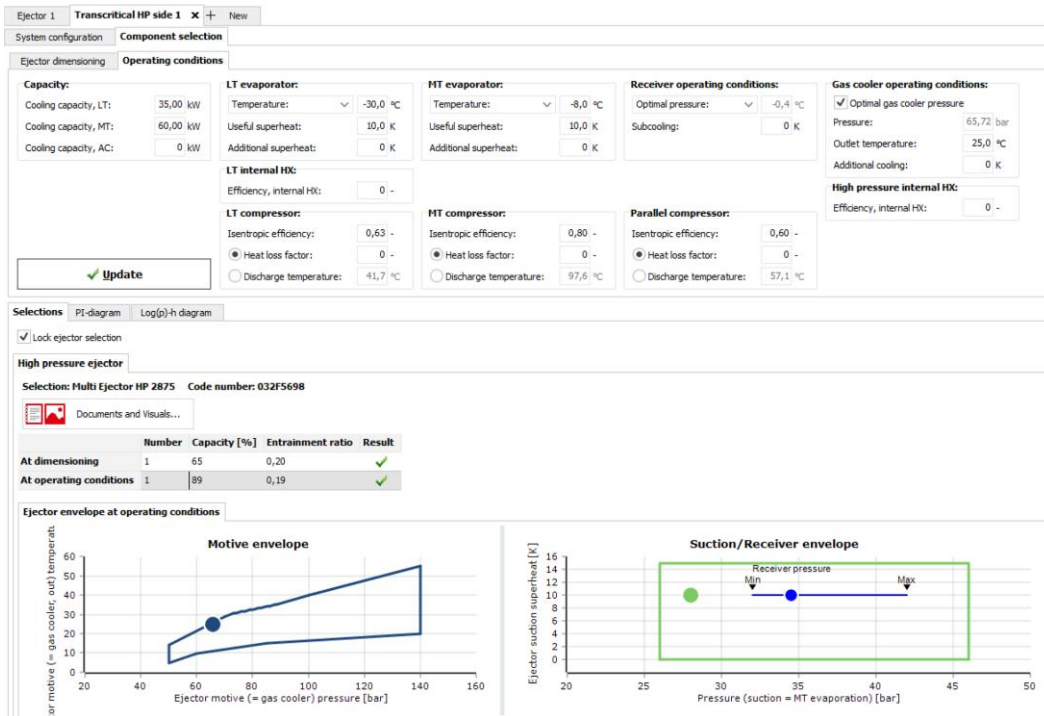 Ejector 1 Transcritical HP side 1 x + New
System configuration Component selection
Ejector dimensioning Operating conditions
Capacity:
Cooling capacity, LT: 35,00 kW
Cooling capacity, MT: 60,00 kW
Cooling capacity, AC: 0 kW
Update
LT evaporator:
Temperature: -30,0 °C
Useful superheat: 10,0 K
Additional superheat: 0 K
LT internal HX:
Efficiency, internal HX: 0 -
LT compressor:
Isentropic efficiency: 0,63 -
Heat loss factor: 0 -
Discharge temperature: 41,7 °C
MT evaporator:
Temperature: -8,0 °C
Useful superheat: 10,0 K
Additional superheat: 0 K
MT compressor:
Isentropic efficiency: 0,80 -
Heat loss factor: 0 -
Discharge temperature: 97,6 °C
Receiver operating conditions:
Optimal pressure: -0,4 °C
Subcooling: 0 K
Parallel compressor:
Isentropic efficiency: 0,60 -
Heat loss factor: 0 -
Discharge temperature: 57,1 °C
Gas cooler operating conditions:
Optimal gas cooler pressure
Pressure: 65,72 bar
Outlet temperature: 25,0 °C
Additional cooling: 0 K
High pressure internal HX:
Efficiency, internal HX: 0 -
Selections PI-diagram Log(p)-h diagram
Lock ejector selection
High pressure ejector
Selection: Multi Ejector HP 2875 Code number: 032F5698
Documents and Visuals...
Number Capacity [%] Entrainment ratio Result
At dimensioning 1 65 0,20
At operating conditions 1 89 0,19
Ejector envelope at operating conditions
Motive envelope
motive (= gas cooler, out) temperatu
60
50
40
30
20
10
0
20 40 60 80 100 120 140 160
Ejector motive (= gas cooler) pressure [bar]
Suction/Receiver envelope
Ejector suction superheat [K]
16
14
12
10
8
6
4
2
0
Receiver pressure
Min Max
20 25 30 35 40 45 50
Pressure (suction = MT evaporation) [bar]